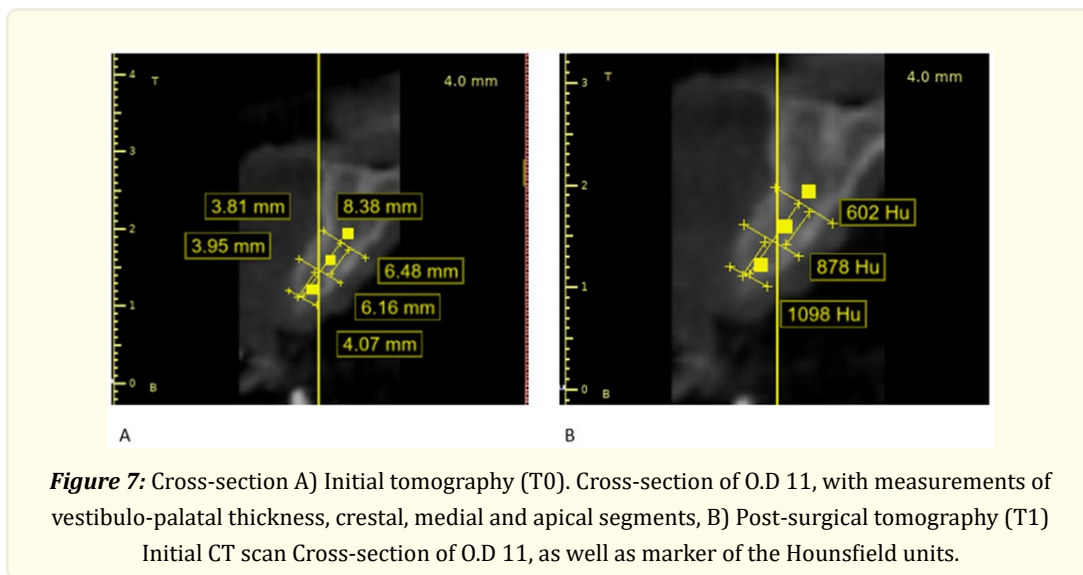 4
T
4.0 mm
3
3.81 mm
8.38 mm
2
3.95 mm
6.48 mm
1
6.16 mm
4.07 mm
0
B
A
3
T
4.0 mm
2
602 Hu
878 Hu
1
1098 Hu
0
B
B
Figure 7: Cross-section A) Initial tomography (T0). Cross-section of O.D 11, with measurements of
vestibulo-palatal thickness, crestal, medial and apical segments, B) Post-surgical tomography (T1)
Initial CT scan Cross-section of O.D 11, as well as marker of the Hounsfield units.